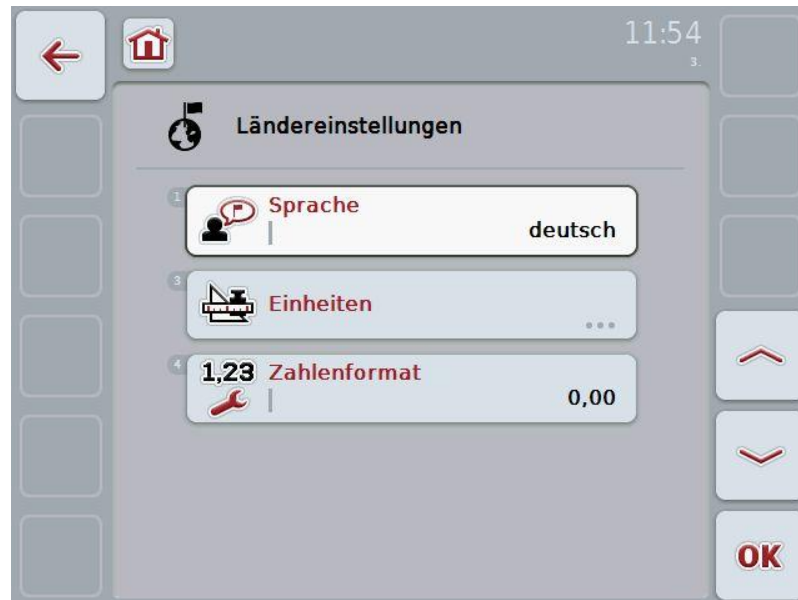 11:54
3.
Ländereinstellungen
1
Sprache
deutsch
3
Einheiten
...
4
1,23 Zahlenformat
0,00
OK